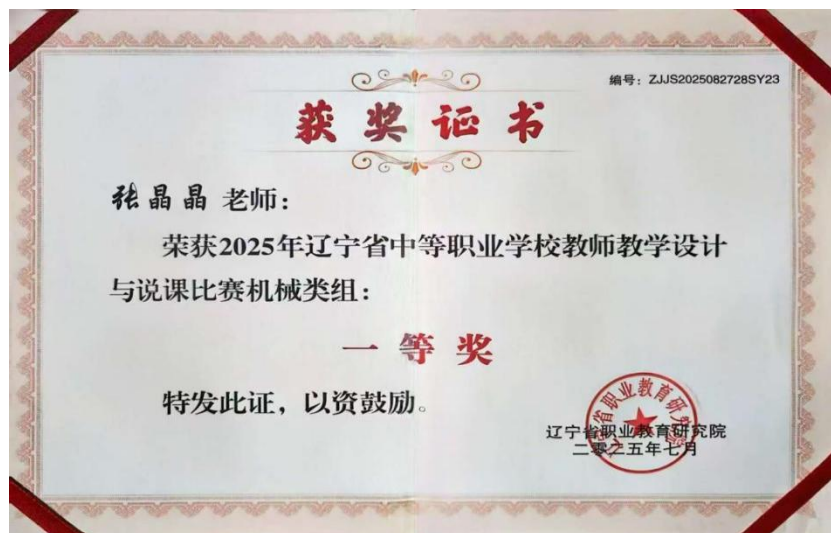 编号：ZJJS2025082728SY23
获奖证书
张晶晶 老师：
荣获2025年辽宁省中等职业学校教师教学设计
与说课比赛机械类组：
一等奖
特发此证，以资鼓励。
辽宁省职业教育研究院
二零二五年七月